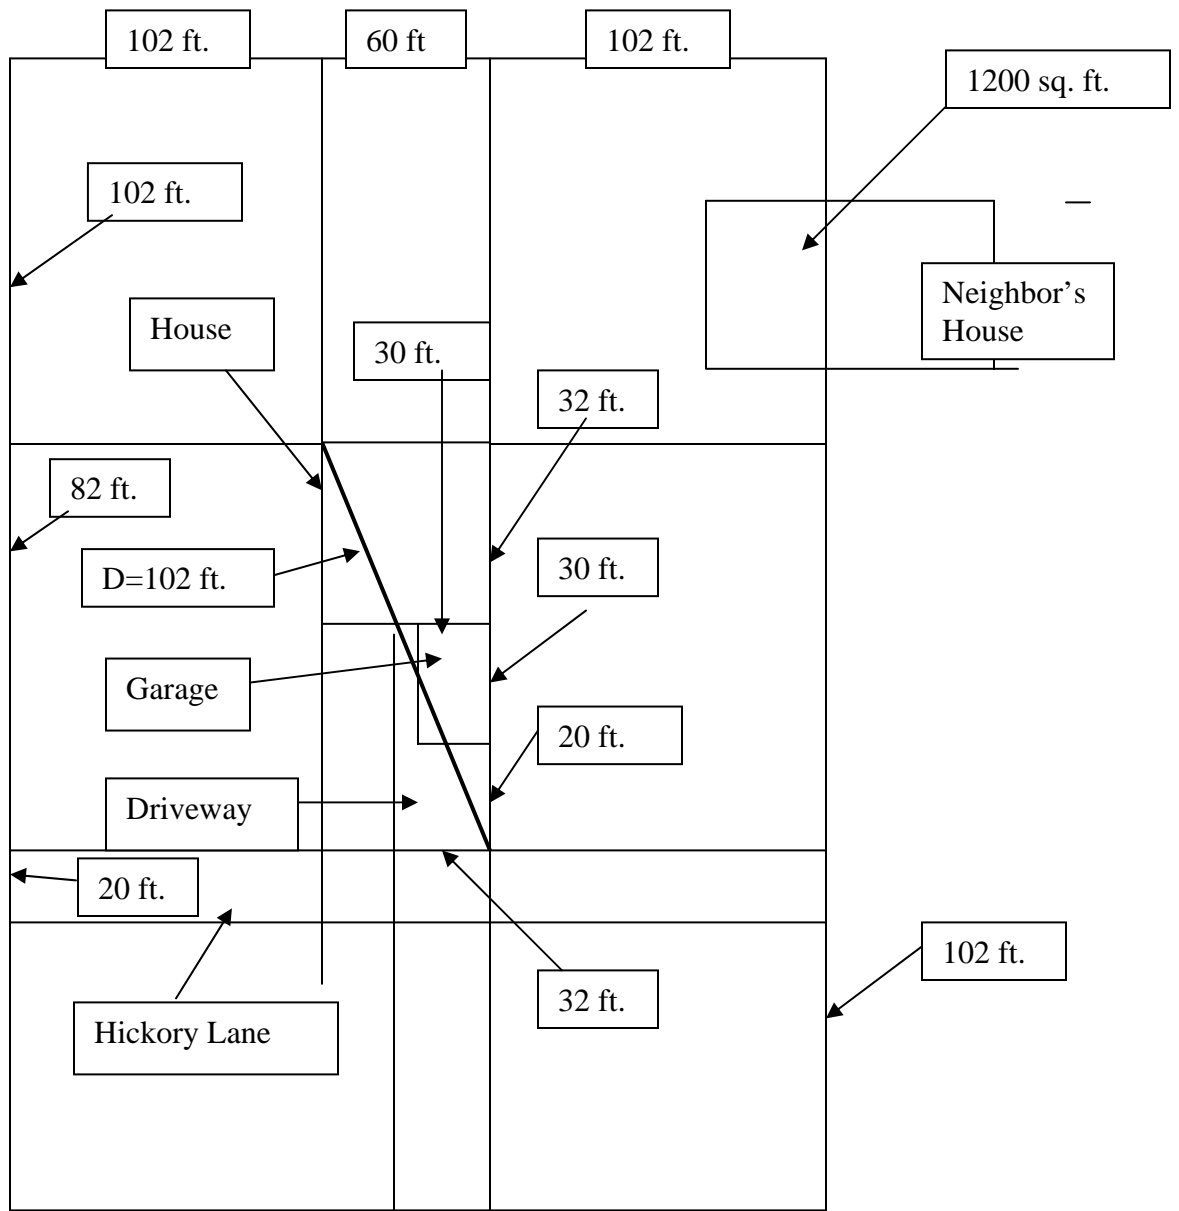 102 ft.
60 ft
102 ft.
1200 sq. ft.
102 ft.
Neighbor’s
House
House
30 ft.
32 ft.
82 ft.
30 ft.
D=102 ft.
Garage
20 ft.
Driveway
20 ft.
102 ft.
32 ft.
Hickory Lane